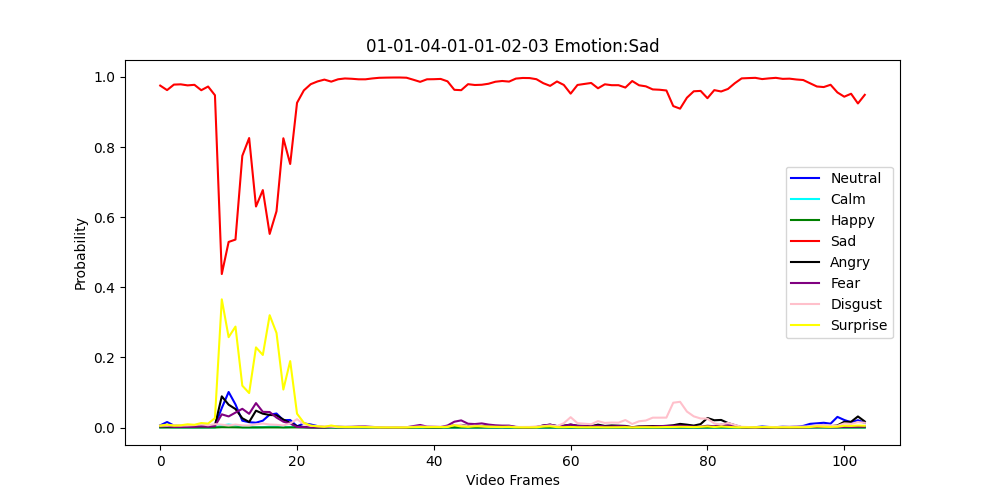 01-01-04-01-01-02-03 Emotion:Sad
1.0
0.8
0.6
0.4
0.2
0.0
Probability
0 20 40 60 80 100
Video Frames
Neutral
Calm
Happy
Sad
Angry
Fear
Disgust
Surprise